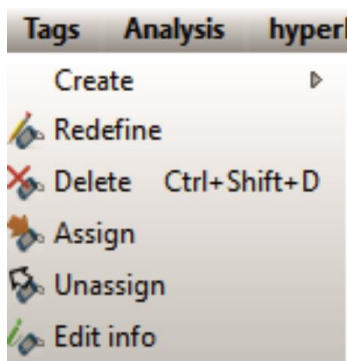 Tags Analysis
Create
Redefine
Delete Ctrl+Shift+D
Assign
Unassign
Edit info